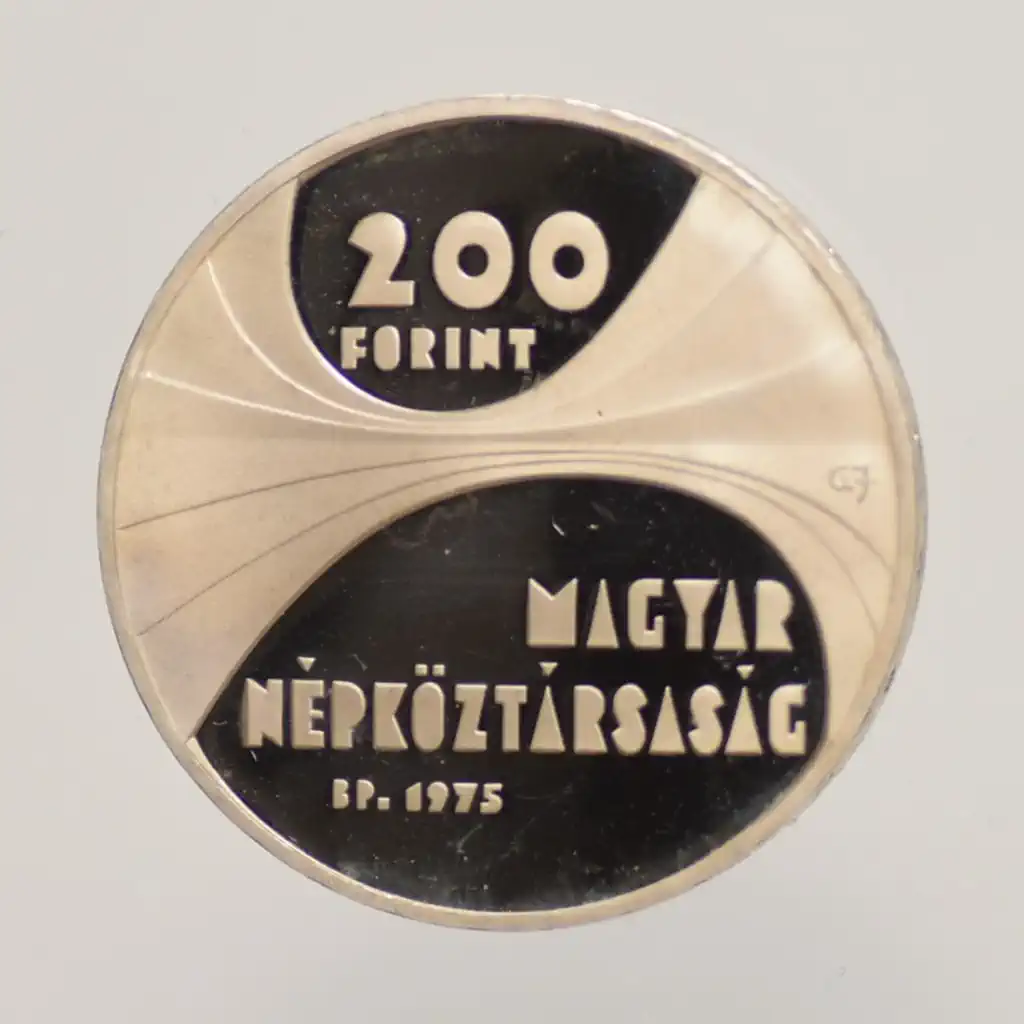 200
FORINT
MAGYAR
NÉPKÖZTÁRSASÁG
BP. 1975